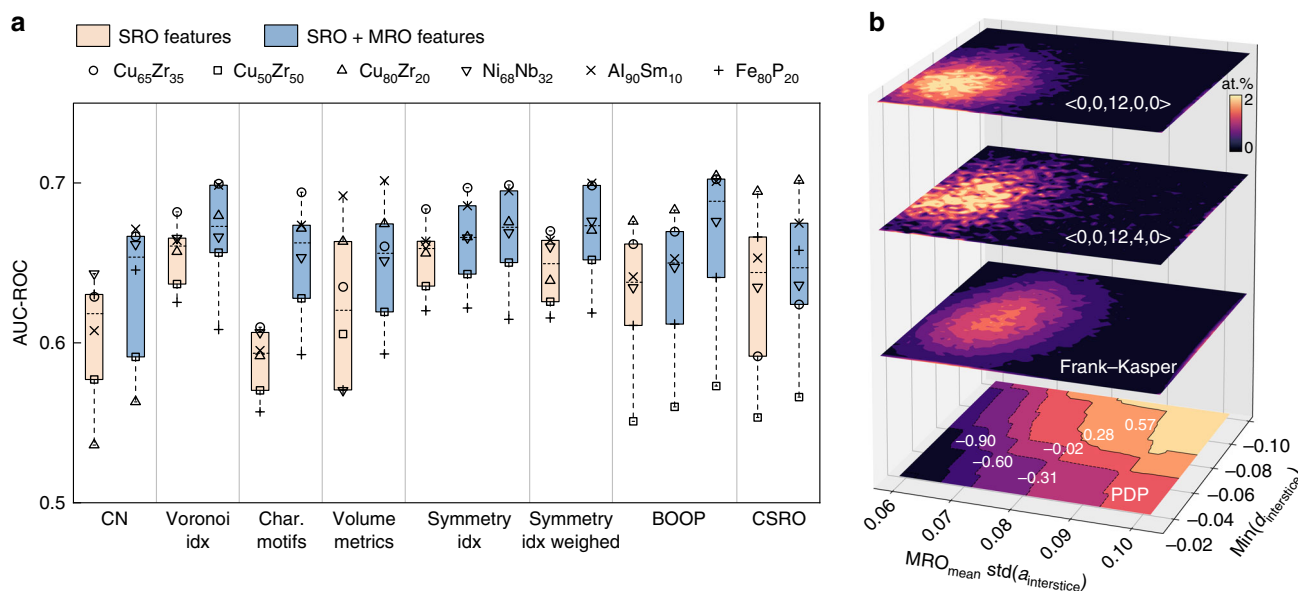 a
SRO features
SRO + MRO features
Cu₆₅Zr₃₅
Cu₅₀Zr₅₀
Cu₈₀Zr₂₀
Ni₆₈Nb₃₂
Al₉₀Sm₁₀
Fe₈₀P₂₀
AUC-ROC
0.7
0.6
0.5
CN
Voronoi
idx
Char.
motifs
Volume
metrics
Symmetry
idx
Symmetry
idx weighed
BOOP
CSRO
b
at.%
2
0
<0,0,12,0,0>
<0,0,12,4,0>
Frank–Kasper
−0.90
−0.60
−0.31
−0.02
0.28
0.57
PDP
0.06
0.07
0.08
0.09
0.10
MROₘₑₐₙ std(a_interstice)
−0.10
−0.08
−0.06
−0.04
−0.02
Min(d_interstice)